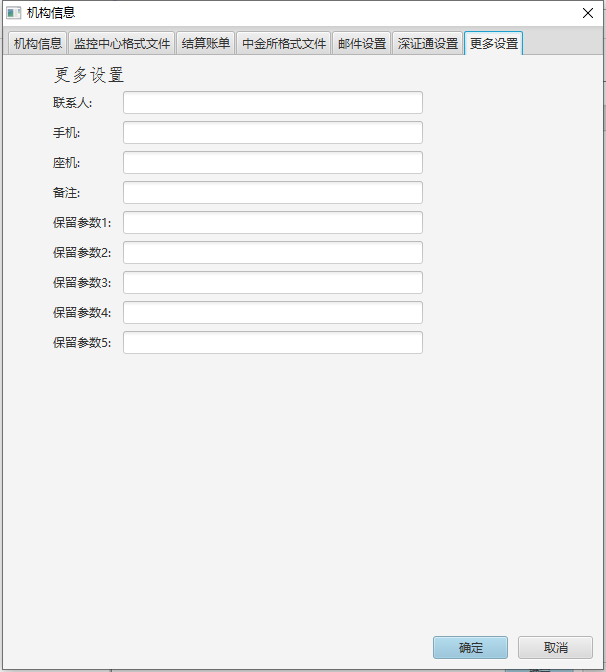 机构信息
机构信息 监控中心格式文件 结算账单 中金所格式文件 邮件设置 深证通设置 更多设置
更多设置
联系人:
手机:
座机:
备注:
保留参数1:
保留参数2:
保留参数3:
保留参数4:
保留参数5:
确定 取消